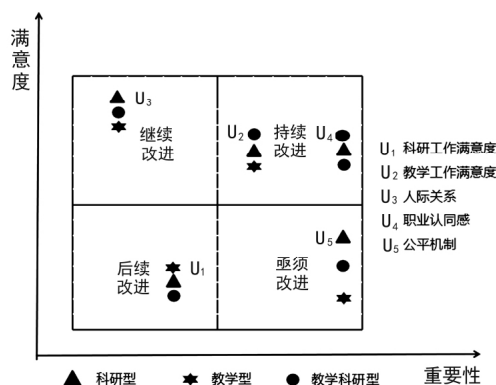 满意度
U3
继续
改进
U2
持续
改进
U4
U1 科研工作满意度
U2 教学工作满意度
U3 人际关系
U4 职业认同感
U5 公平机制
后续
改进
U1
亟须
改进
U5
科研型
教学型
教学科研型
重要性